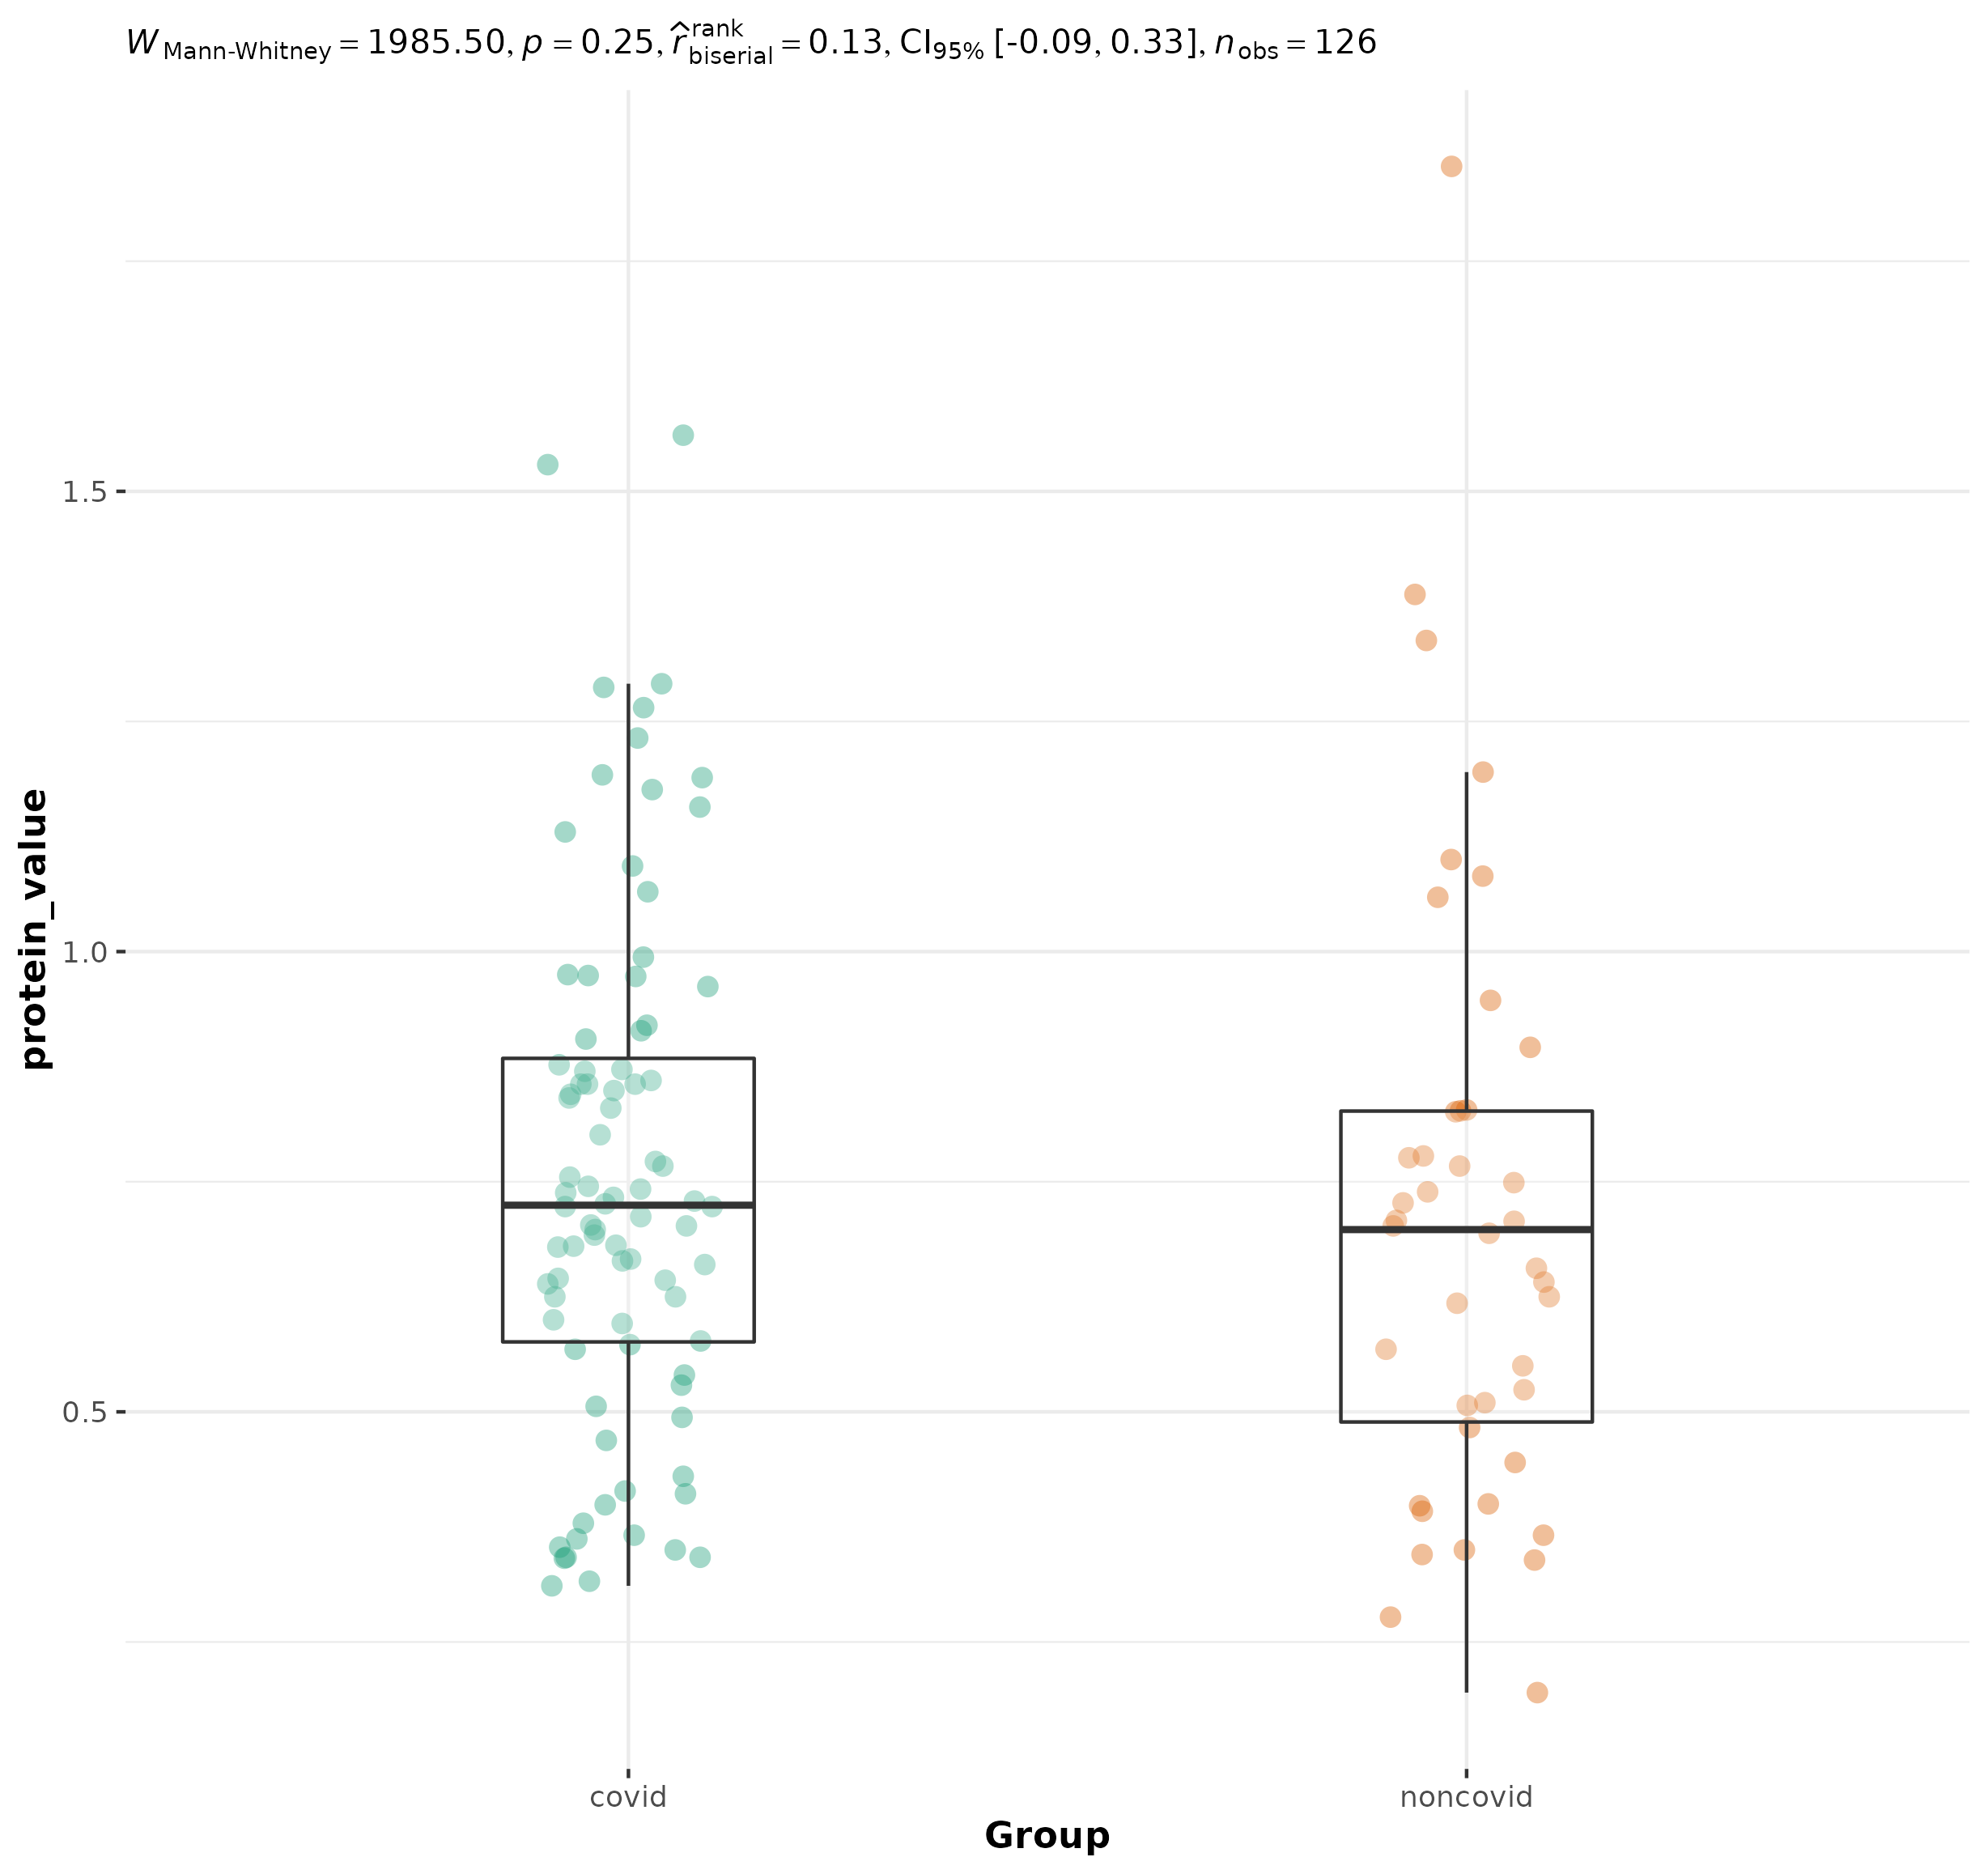 W Mann-Whitney = 1985.50, p = 0.25, r̂ rank biserial = 0.13, CI95% [-0.09, 0.33], nobs = 126
1.5
1.0
0.5
protein_value
covid noncovid
Group